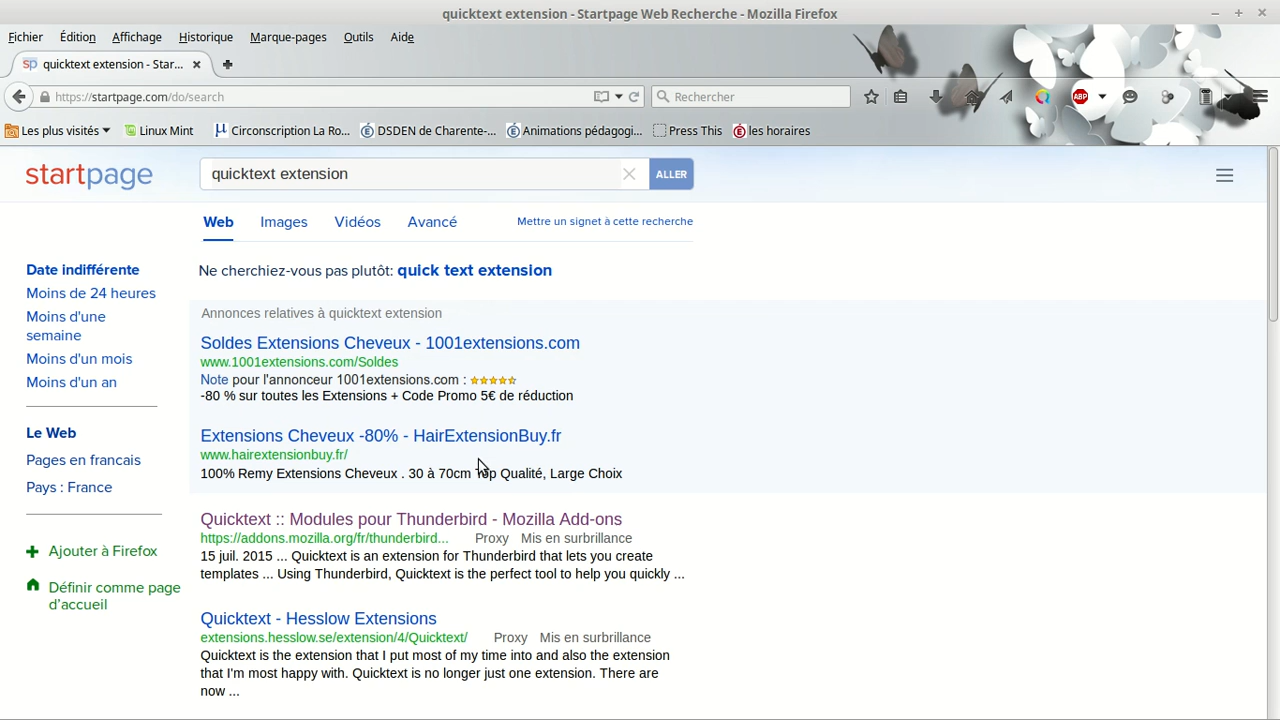 quicktext extension - Startpage Web Recherche - Mozilla Firefox
Fichier Édition Affichage Historique Marque-pages Outils Aide
sp quicktext extension - Star...
https://startpage.com/do/search Rechercher ABP
Les plus visités Linux Mint Circonscription La Ro... DSDEN de Charente-... Animations pédagogi... Press This les horaires
startpage quicktext extension ALLER
Web Images Vidéos Avancé Mettre un signet à cette recherche
Date indifférente
Moins de 24 heures
Moins d'une
semaine
Moins d'un mois
Moins d'un an
Le Web
Pages en francais
Pays : France
Ajouter à Firefox
Définir comme page
d'accueil
Ne cherchiez-vous pas plutôt: quick text extension
Annonces relatives à quicktext extension
Soldes Extensions Cheveux - 1001extensions.com
www.1001extensions.com/Soldes
Note pour l'annonceur 1001extensions.com :
-80 % sur toutes les Extensions + Code Promo 5€ de réduction
Extensions Cheveux -80% - HairExtensionBuy.fr
www.hairextensionbuy.fr/
100% Remy Extensions Cheveux . 30 à 70cm Top Qualité, Large Choix
Quicktext :: Modules pour Thunderbird - Mozilla Add-ons
https://addons.mozilla.org/fr/thunderbird... Proxy Mis en surbrillance
15 juil. 2015 ... Quicktext is an extension for Thunderbird that lets you create
templates ... Using Thunderbird, Quicktext is the perfect tool to help you quickly ...
Quicktext - Hesslow Extensions
extensions.hesslow.se/extension/4/Quicktext/ Proxy Mis en surbrillance
Quicktext is the extension that I put most of my time into and also the extension
that I'm most happy with. Quicktext is no longer just one extension. There are
now ...